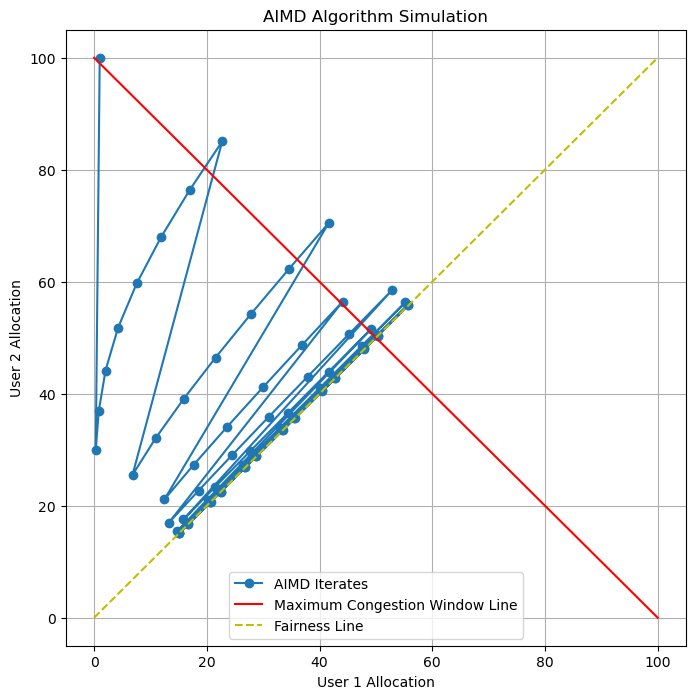 AIMD Algorithm Simulation
100
80
60
40
20
0
User 2 Allocation
AIMD Iterates
Maximum Congestion Window Line
Fairness Line
0
20
40
60
80
100
User 1 Allocation